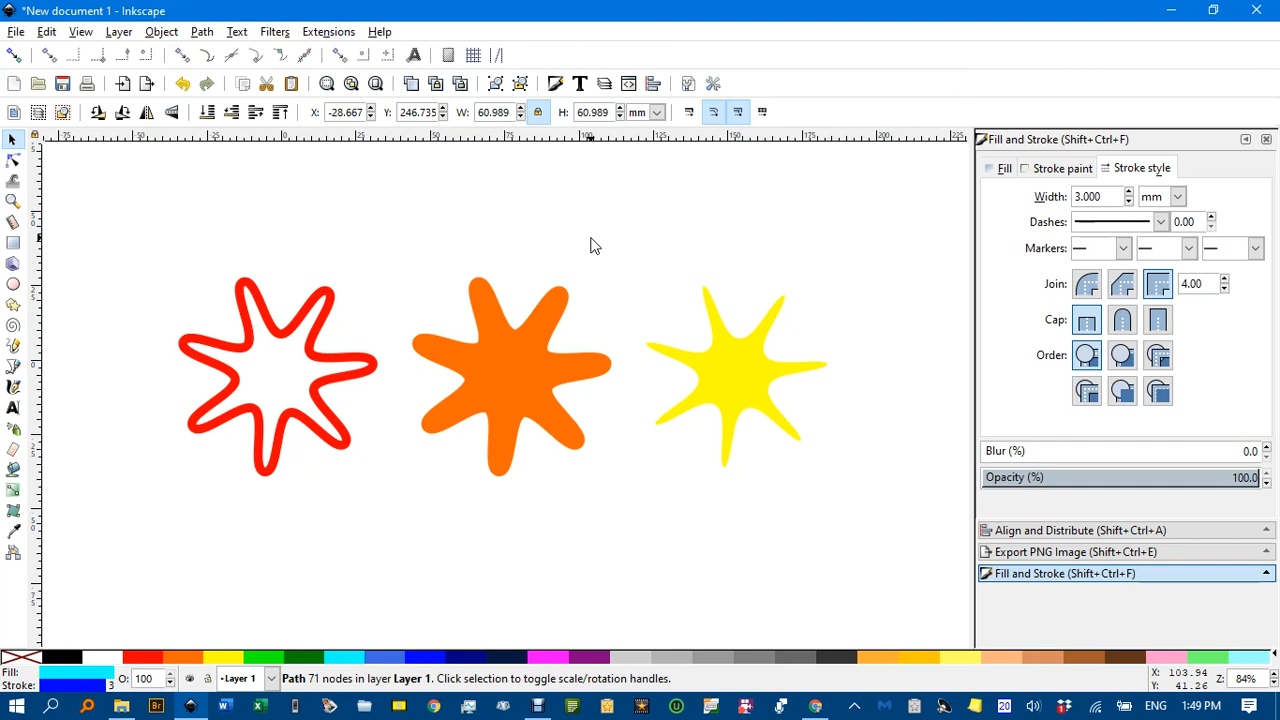 *New document 1 - Inkscape
File Edit View Layer Object Path Text Filters Extensions Help
X: -28.667 Y: 246.735 W: 60.989 H: 60.989 mm
Fill and Stroke (Shift+Ctrl+F)
Fill Stroke paint Stroke style
Width: 3.000 mm
Dashes: 0.00
Markers:
Join: 4.00
Cap:
Order:
Blur (%) 0.0
Opacity (%) 100.0
Align and Distribute (Shift+Ctrl+A)
Export PNG Image (Shift+Ctrl+E)
Fill and Stroke (Shift+Ctrl+F)
Fill:
Stroke: 3
O: 100
•Layer 1
Path 71 nodes in layer Layer 1. Click selection to toggle scale/rotation handles.
X: 103.94
Y: 41.26
Z: 84%
20 ENG 1:49 PM